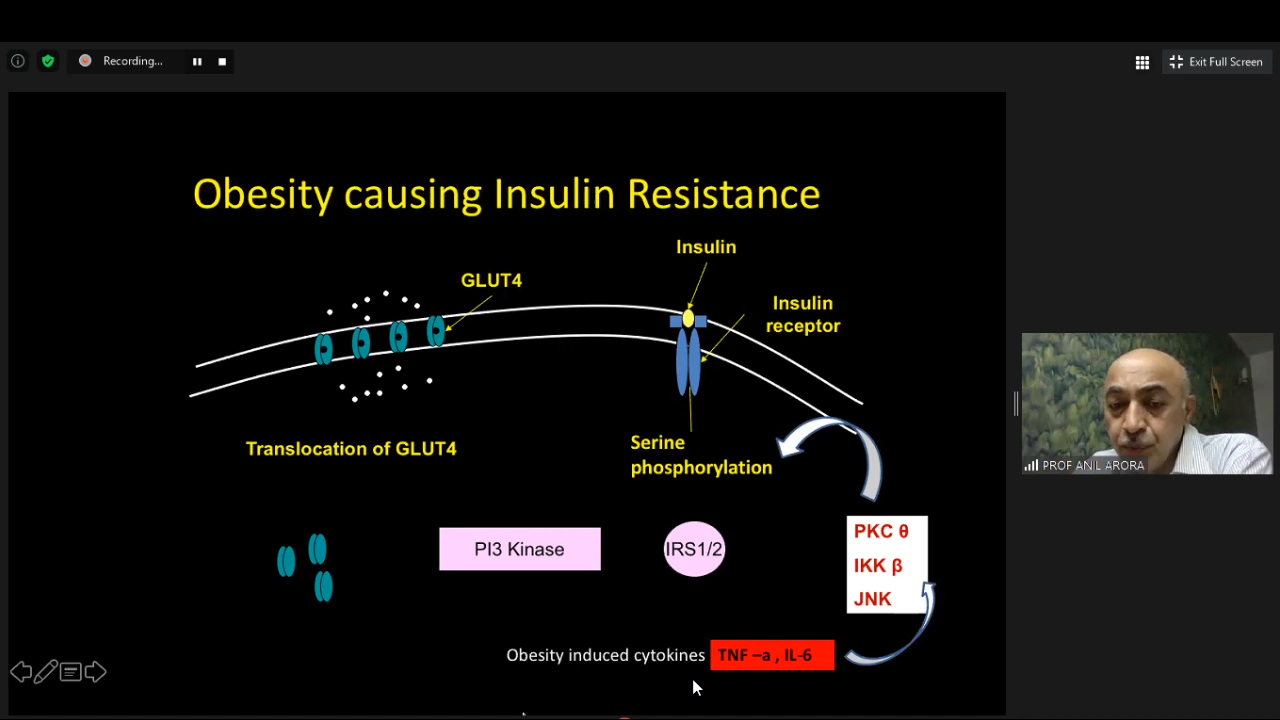 Recording...
Exit Full Screen
Obesity causing Insulin Resistance
Insulin
GLUT4
Insulin
receptor
Translocation of GLUT4
Serine
phosphorylation
PI3 Kinase
IRS1/2
PKC θ
IKK β
JNK
Obesity induced cytokines TNF –a , IL-6
PROF ANIL ARORA